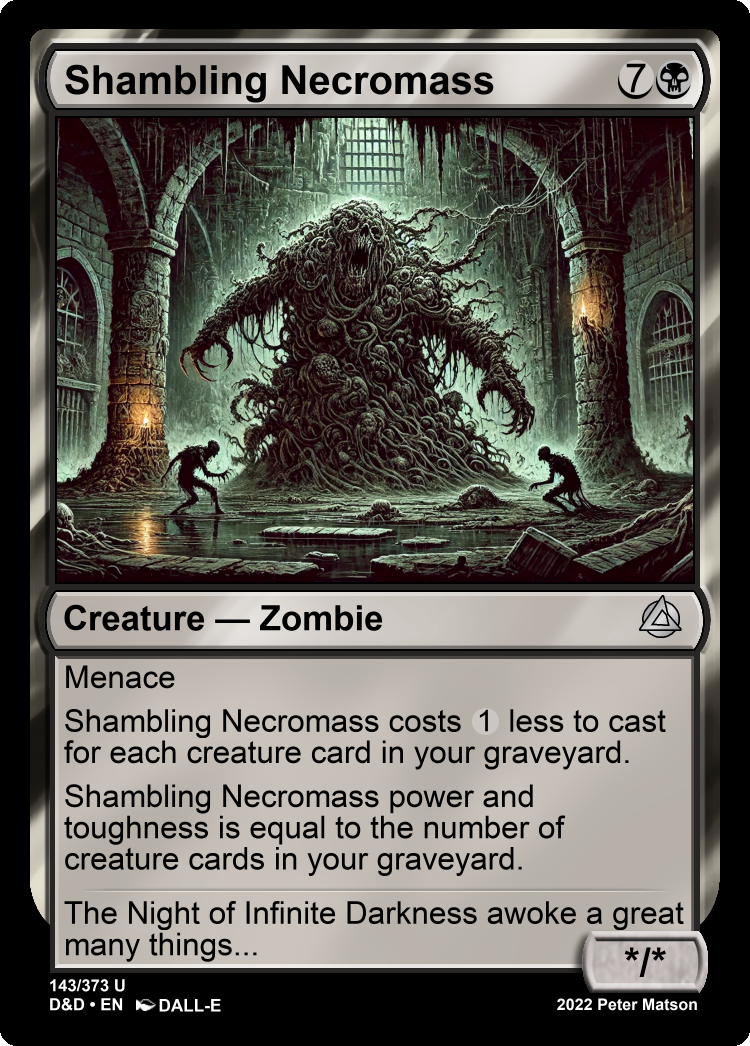 Shambling Necromass 7
Creature — Zombie
Menace
Shambling Necromass costs 1 less to cast
for each creature card in your graveyard.
Shambling Necromass power and
toughness is equal to the number of
creature cards in your graveyard.
The Night of Infinite Darkness awoke a great
many things...
*/*
143/373 U
D&D • EN DALL-E
2022 Peter Matson